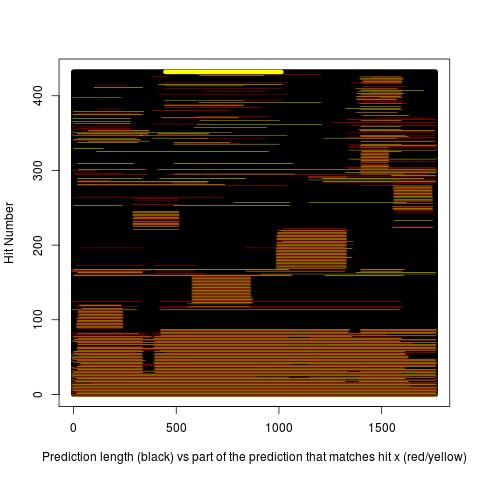 400
300
200
100
0
Hit Number
0 500 1000 1500
Prediction length (black) vs part of the prediction that matches hit x (red/yellow)